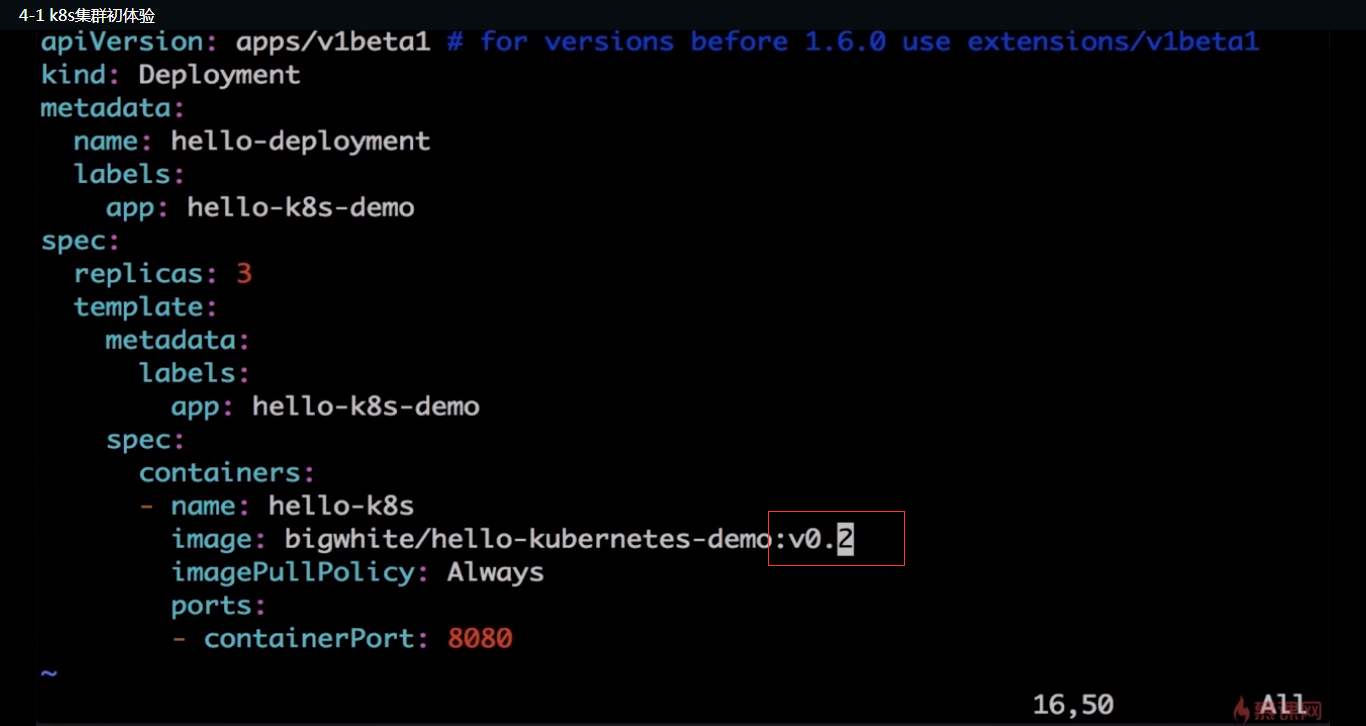 4-1 k8s集群初体验
apiVersion: apps/v1beta1 # for versions before 1.6.0 use extensions/v1beta1
kind: Deployment
metadata:
  name: hello-deployment
  labels:
    app: hello-k8s-demo
spec:
  replicas: 3
  template:
    metadata:
      labels:
        app: hello-k8s-demo
    spec:
      containers:
      - name: hello-k8s
        image: bigwhite/hello-kubernetes-demo:v0.2
        imagePullPolicy: Always
        ports:
        - containerPort: 8080
~
16,50 All
慕课网